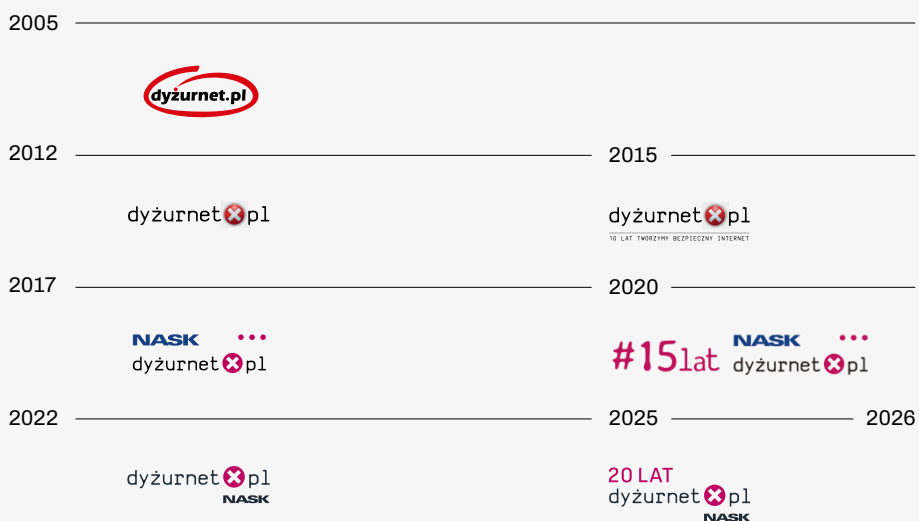 2005
dyżurnet.pl
2012
2015
dyżurnet pl
dyżurnet pl
10 LAT TWORZYMY BEZPIECZNY INTERNET
2017
2020
NASK
dyżurnet pl
#15lat
NASK
dyżurnet pl
2022
2025
2026
dyżurnet pl
NASK
20 LAT
dyżurnet pl
NASK